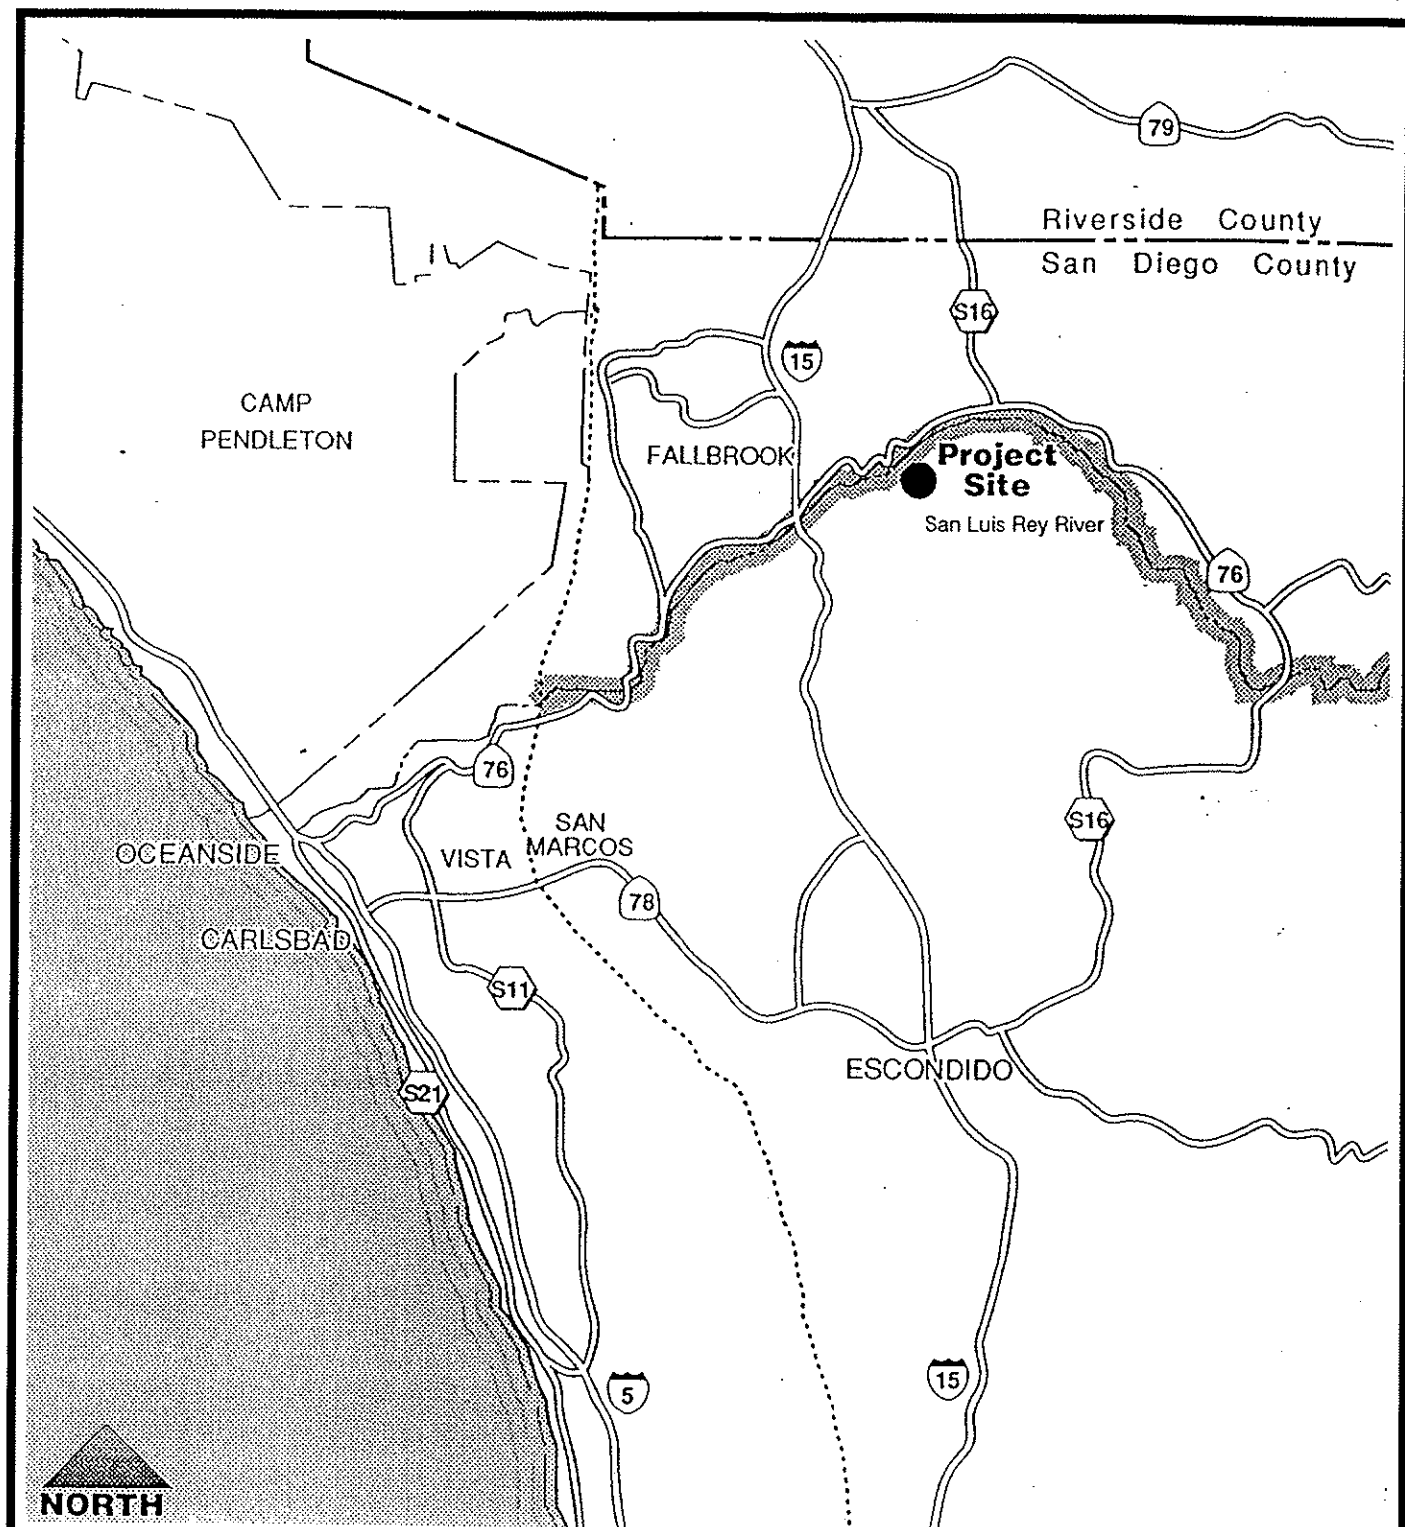 79
Riverside County
San Diego County
S16
15
CAMP
PENDLETON
FALLBROOK
Project
Site
San Luis Rey River
76
76
SAN
MARCOS
S16
OCEANSIDE
VISTA
78
CARLSBAD
S11
ESCONDIDO
S21
15
5
NORTH